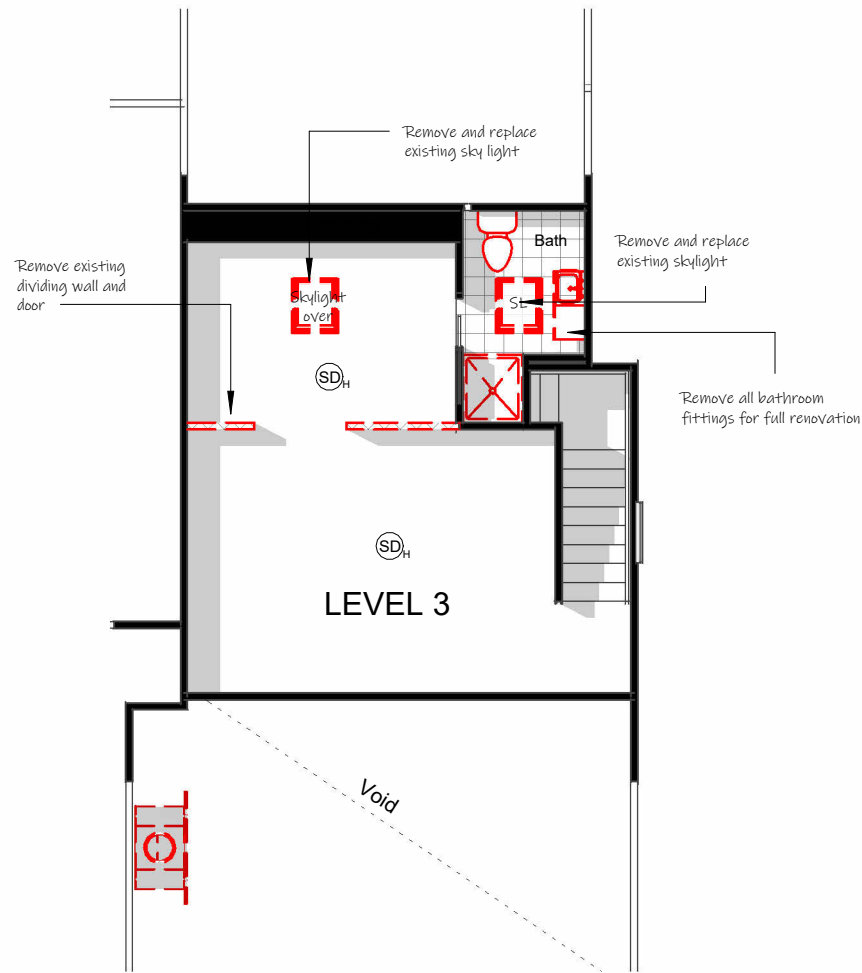 Remove and replace
existing sky light
Bath
Remove and replace
existing skylight
Remove existing
dividing wall and
door
Skylight
over
SL
SD H
Remove all bathroom
fittings for full renovation
SD H
LEVEL 3
Void